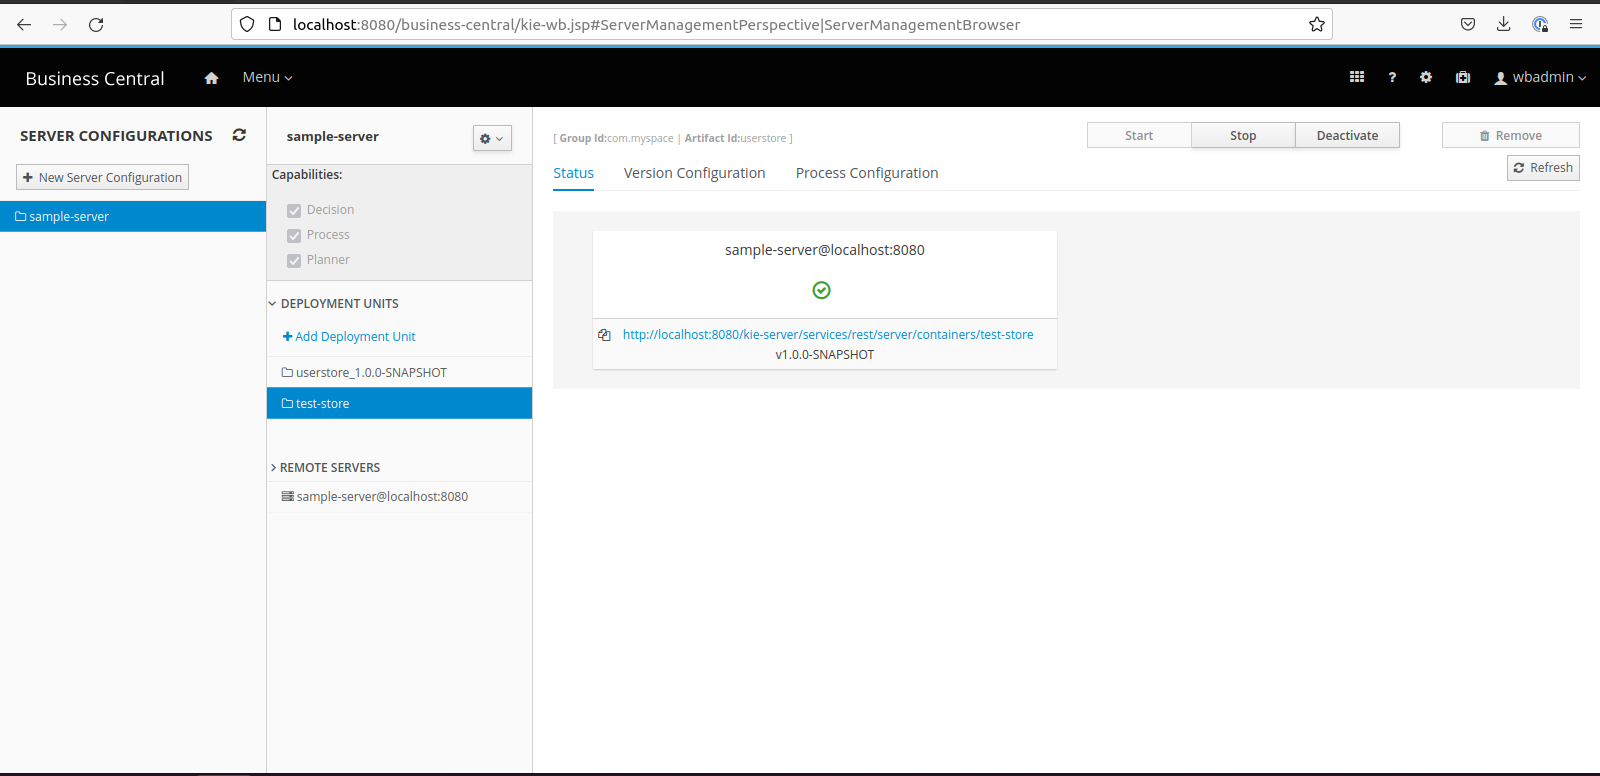 localhost:8080/business-central/kie-wb.jsp#ServerManagementPerspective|ServerManagementBrowser
Business Central
Menu
?
wbadmin
SERVER CONFIGURATIONS
New Server Configuration
sample-server
sample-server
Capabilities:
Decision
Process
Planner
DEPLOYMENT UNITS
Add Deployment Unit
userstore_1.0.0-SNAPSHOT
test-store
REMOTE SERVERS
sample-server@localhost:8080
[ Group Id:com.myspace | Artifact Id:userstore ]
Start
Stop
Deactivate
Remove
Refresh
Status
Version Configuration
Process Configuration
sample-server@localhost:8080
http://localhost:8080/kie-server/services/rest/server/containers/test-store
v1.0.0-SNAPSHOT